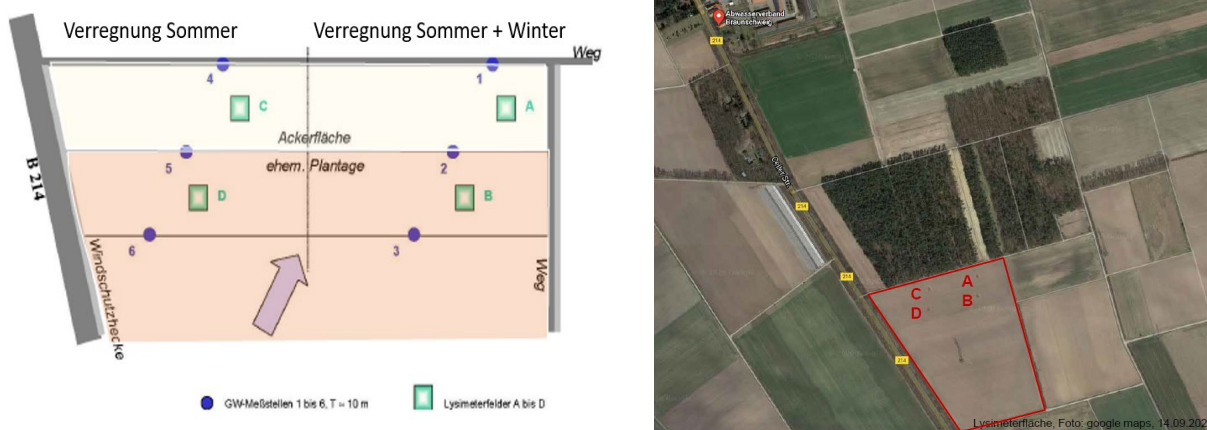 Verregnung Sommer
Verregnung Sommer + Winter
Weg
4
1
C
A
Ackerfläche
5
ehem. Plantage
2
D
B
B 214
6
3
Windschutzhecke
Weg
GW-Meßstellen 1 bis 6, T = 10 m
Lysimeterfelder A bis D
Abwasserverband
Braunschweig
214
Celler Str.
214
214
A
C
B
D
214
Lysimeterfläche, Foto: google maps, 14.09.202